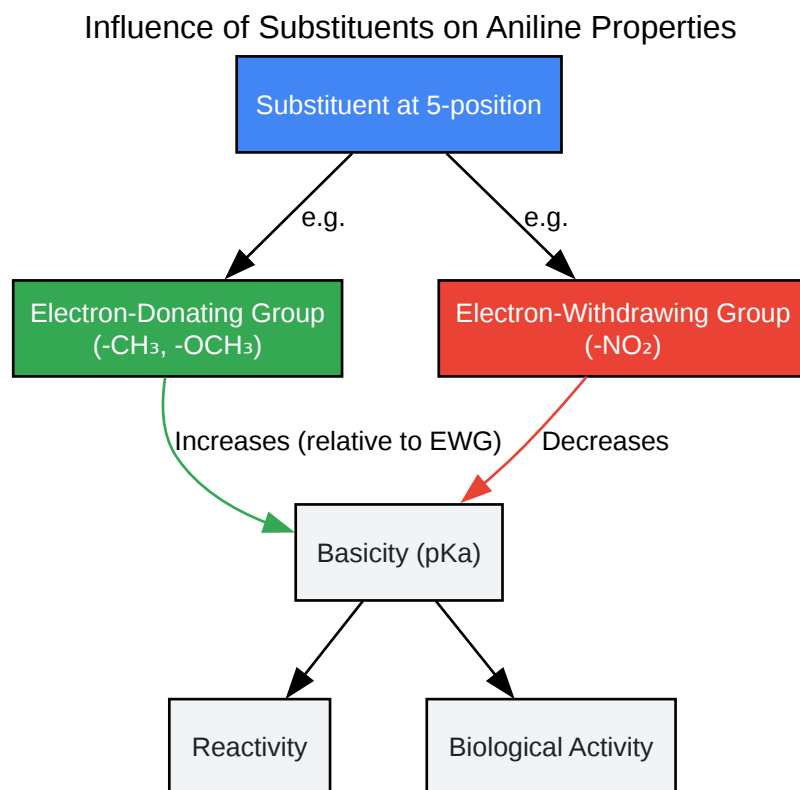 Influence of Substituents on Aniline Properties
Substituent at 5-position
e.g.
e.g.
Electron-Donating Group
(-CH₃, -OCH₃)
Electron-Withdrawing Group
(-NO₂)
Increases (relative to EWG)
Decreases
Basicity (pKa)
Reactivity
Biological Activity